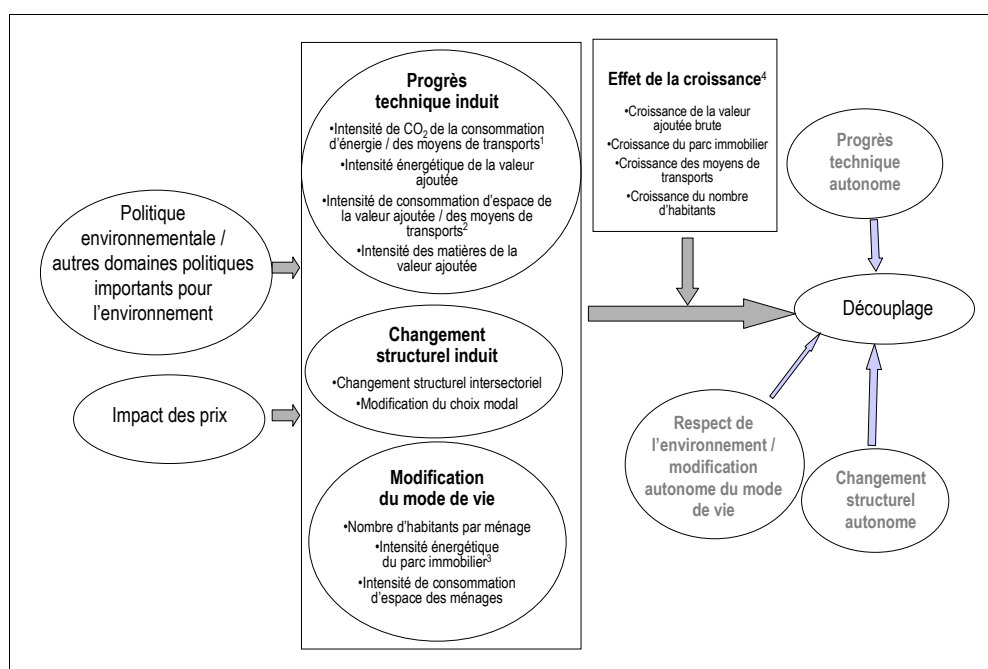 Politique
environnementale /
autres domaines politiques
importants pour
l'environnement
Impact des prix
Progrès
technique induit
•Intensité de CO2 de la consommation
d'énergie / des moyens de transports1
•Intensité énergétique de la valeur
ajoutée
•Intensité de consommation d'espace de
la valeur ajoutée / des moyens de
transports2
•Intensité des matières de la
valeur ajoutée
Changement
structurel induit
•Changement structurel intersectoriel
•Modification du choix modal
Modification
du mode de vie
•Nombre d'habitants par ménage
•Intensité énergétique
du parc immobilier3
•Intensité de consommation
d'espace des ménages
Effet de la croissance4
•Croissance de la valeur
ajoutée brute
•Croissance du parc immobilier
•Croissance des moyens de
transports
•Croissance du nombre
d'habitants
Progrès
technique
autonome
Découplage
Respect de
l'environnement /
modification
autonome du mode
de vie
Changement
structurel
autonome